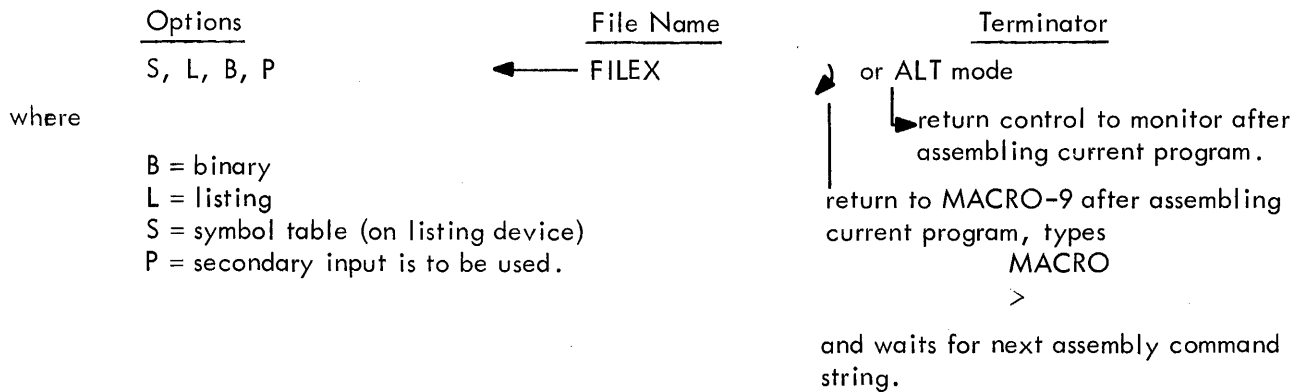 Options File Name Terminator
S, L, B, P ← FILEX ⤸ or ALT mode
where
return control to monitor after
assembling current program.
B = binary
L = listing
S = symbol table (on listing device)
P = secondary input is to be used.
return to MACRO-9 after assembling
current program, types
MACRO
>
and waits for next assembly command
string.